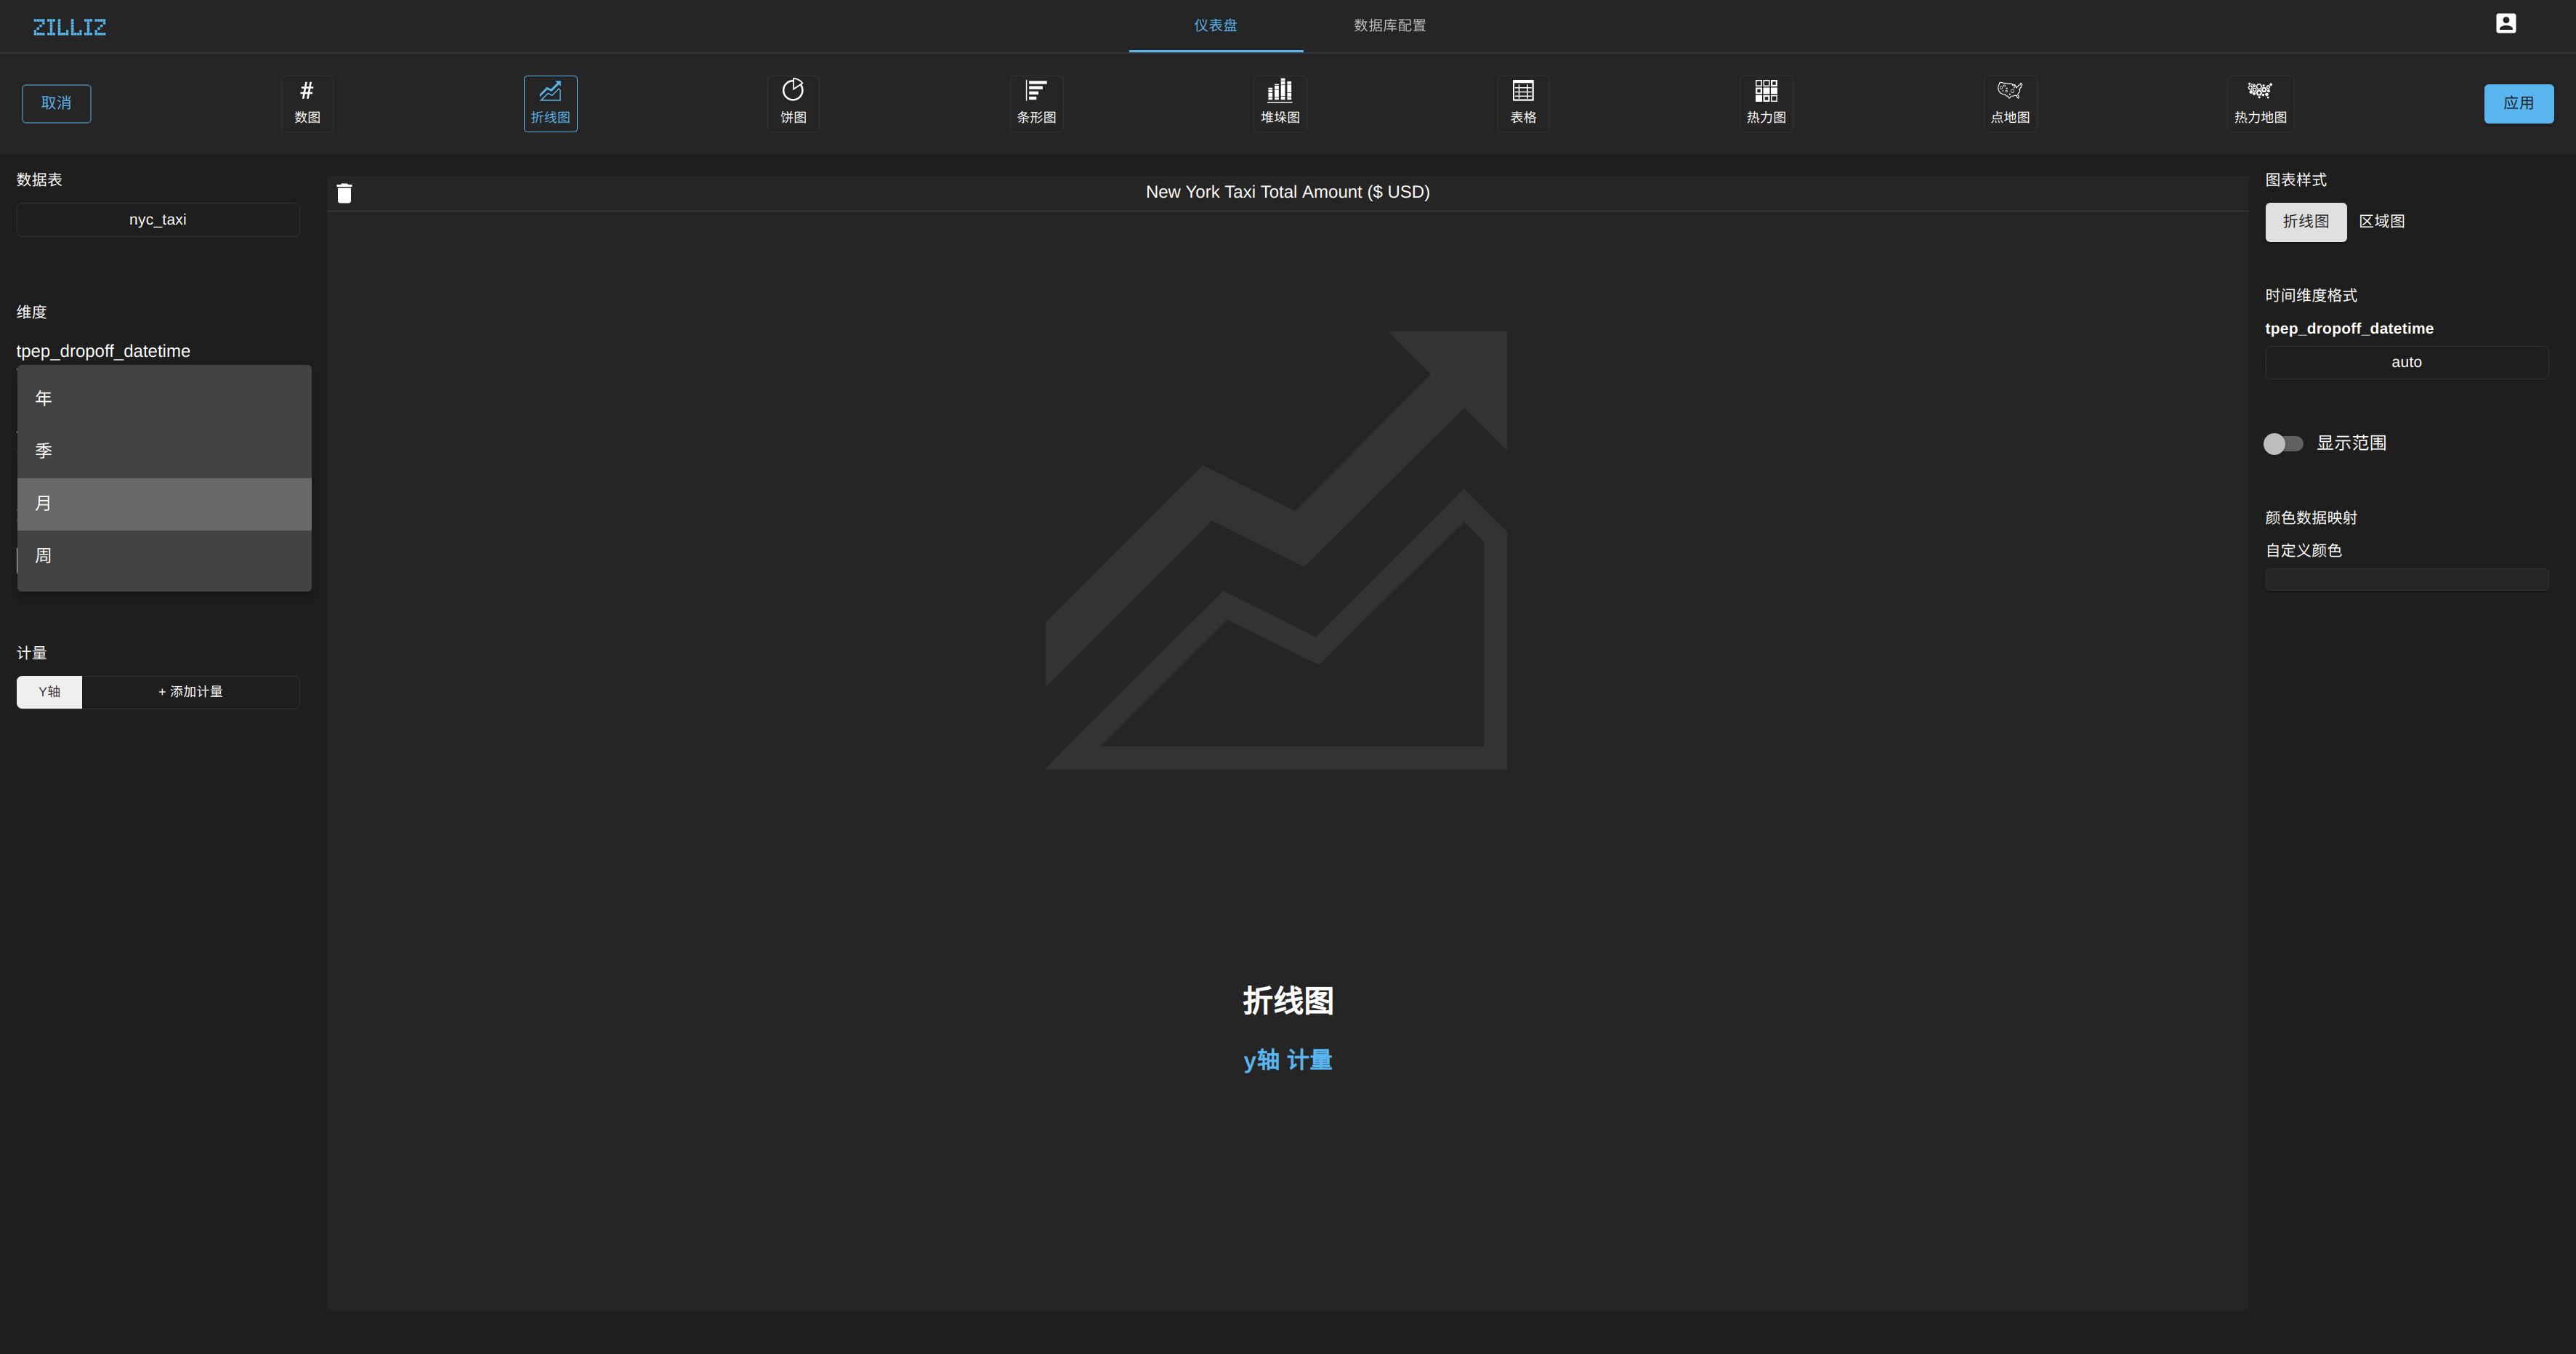 ZILLIZ
仪表盘
数据库配置
取消
数图
折线图
饼图
条形图
堆垛图
表格
热力图
点地图
热力地图
应用
数据表
nyc_taxi
维度
tpep_dropoff_datetime
年
季
月
周
计量
Y轴
+ 添加计量
New York Taxi Total Amount ($ USD)
折线图
y轴 计量
图表样式
折线图 区域图
时间维度格式
tpep_dropoff_datetime
auto
显示范围
颜色数据映射
自定义颜色